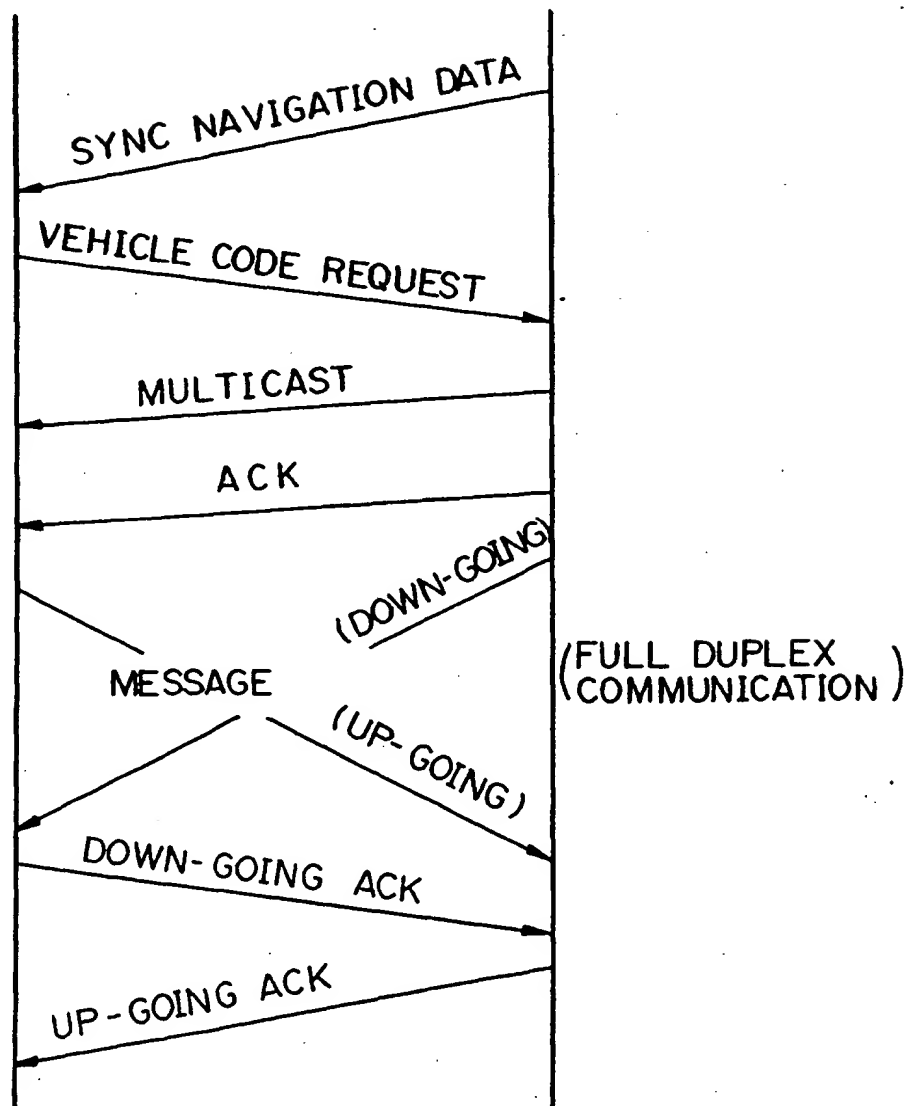 SYNC NAVIGATION DATA
VEHICLE CODE REQUEST
MULTICAST
ACK
(DOWN-GOING)
MESSAGE
(FULL DUPLEX
COMMUNICATION)
(UP-GOING)
DOWN-GOING ACK
UP-GOING ACK